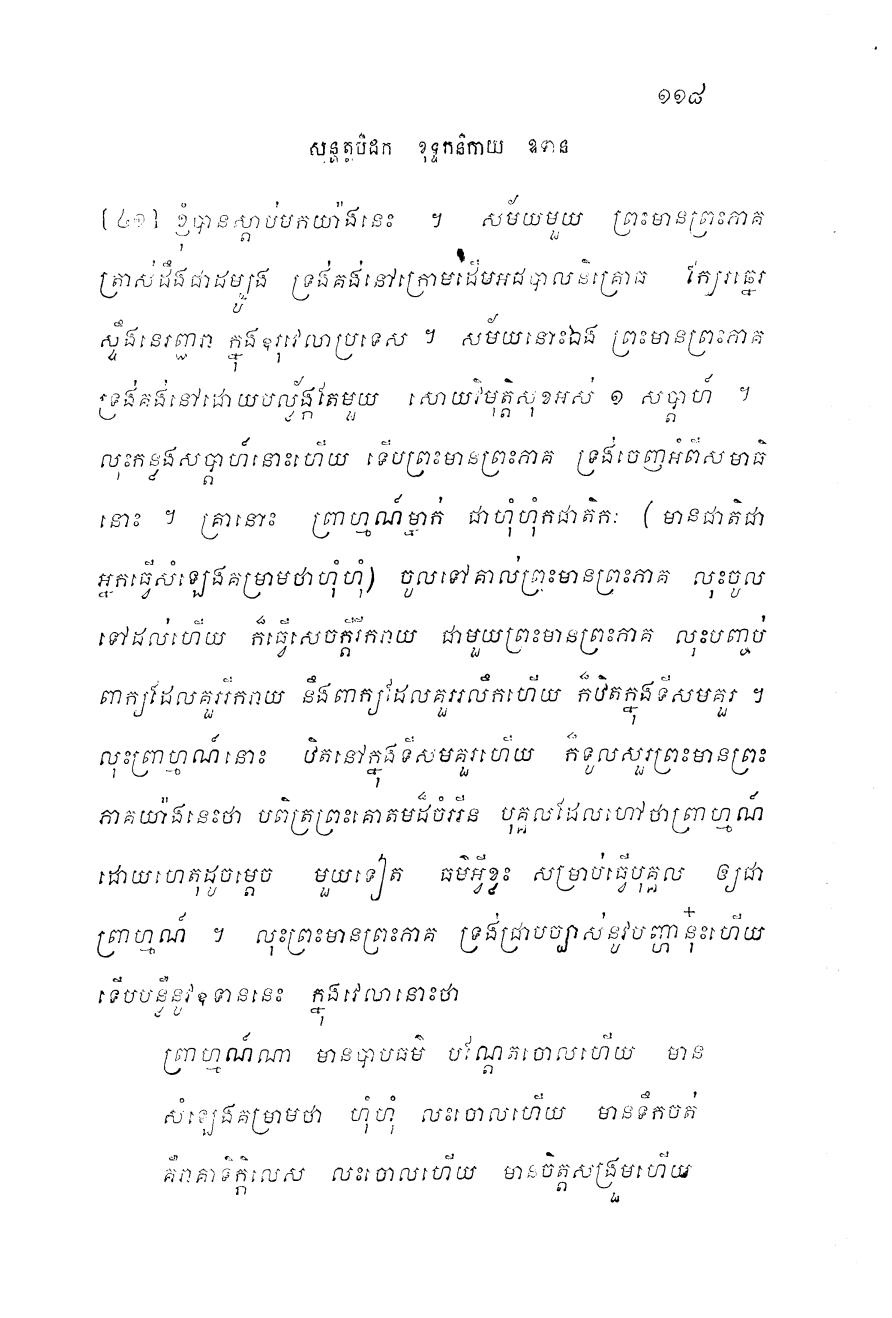 ១១៨
សុត្តន្តបិដក ខុទ្ទកនិកាយ ឧទាន
[៤១] ខ្ញុំបានស្តាប់មកយ៉ាងនេះ ។ សម័យមួយ ព្រះមានព្រះភាគ
ត្រាស់ដឹងជាដម្បូង ទ្រង់គង់នៅក្រោមដើមអជបាលនិគ្រោធ ក្បែរឆ្នេរ
ស្ទឹងនេរញ្ជរា ក្នុងឧរុវេលាប្រទេស ។ សម័យនោះឯង ព្រះមានព្រះភាគ
ទ្រង់គង់នៅដោយបល្ល័ង្កតែមួយ សោយវិមុត្តិសុខអស់ ១ សប្តាហ៍ ។
លុះកន្លងសប្តាហ៍នោះហើយ ទើបព្រះមានព្រះភាគ ទ្រង់ចេញអំពីសមាធិ
នោះ ។ គ្រានោះ ព្រាហ្មណ៍ម្នាក់ ជាហុំហុំកជាតិកៈ (មានជាតិជា
អ្នកធ្វើសំឡេងគម្រាមថាហុំហុំ) ចូលទៅគាល់ព្រះមានព្រះភាគ លុះចូល
ទៅដល់ហើយ ក៏ធ្វើសេចក្តីរីករាយ ជាមួយព្រះមានព្រះភាគ លុះបញ្ចប់
ពាក្យដែលគួររីករាយ នឹងពាក្យដែលគួររលឹកហើយ ក៏ឋិតក្នុងទីសមគួរ ។
លុះព្រាហ្មណ៍នោះ ឋិតនៅក្នុងទីសមគួរហើយ ក៏ទូលសួរព្រះមានព្រះ
ភាគយ៉ាងនេះថា បពិត្រព្រះគោតមដ៏ចំរើន បុគ្គលដែលហៅថាព្រាហ្មណ៍
ដោយហេតុដូចម្តេច មួយទៀត ធម៌អ្វីខ្លះ សម្រាប់ធ្វើបុគ្គល ឲ្យជា
ព្រាហ្មណ៍ ។ លុះព្រះមានព្រះភាគ ទ្រង់ជ្រាបច្បាស់នូវបញ្ហានុ៎ះហើយ
ទើបបន្លឺនូវឧទាននេះ ក្នុងវេលានោះថា
ព្រាហ្មណ៍ណា មានបាបធម៌ បណ្តែតចោលហើយ មាន
សំឡេងគម្រាមថា ហុំហុំ លះចោលហើយ មានទឹកចត់
គឺរាគាទិក្កិលេស លះចោលហើយ មានចិត្តសង្រួមហើយ